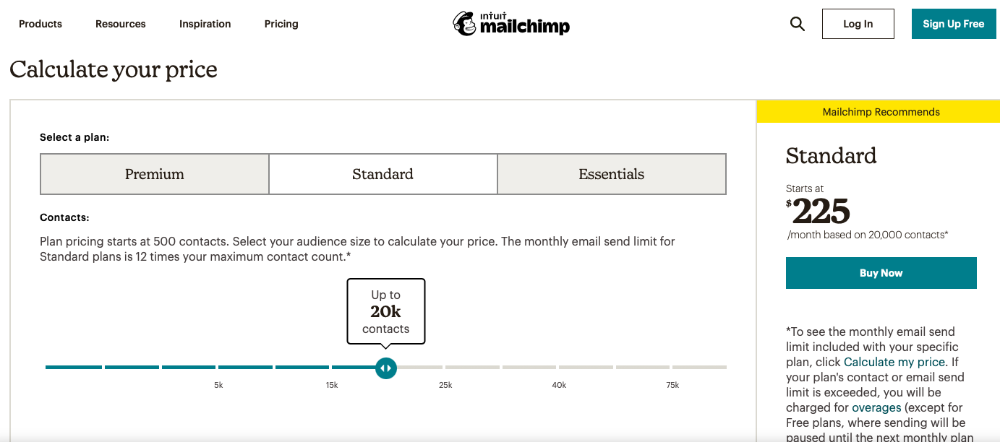 Products Resources Inspiration Pricing
ıntuıt
mailchimp
Log In
Sign Up Free
Calculate your price
Select a plan:
Premium Standard Essentials
Contacts:
Plan pricing starts at 500 contacts. Select your audience size to calculate your price. The monthly email send limit for
Standard plans is 12 times your maximum contact count.*
Up to
20k
contacts
5k 15k 25k 40k 75k
Mailchimp Recommends
Standard
Starts at
$225
/month based on 20,000 contacts*
Buy Now
*To see the monthly email send
limit included with your specific
plan, click Calculate my price. If
your plan's contact or email send
limit is exceeded, you will be
charged for overages (except for
Free plans, where sending will be
paused until the next monthly plan